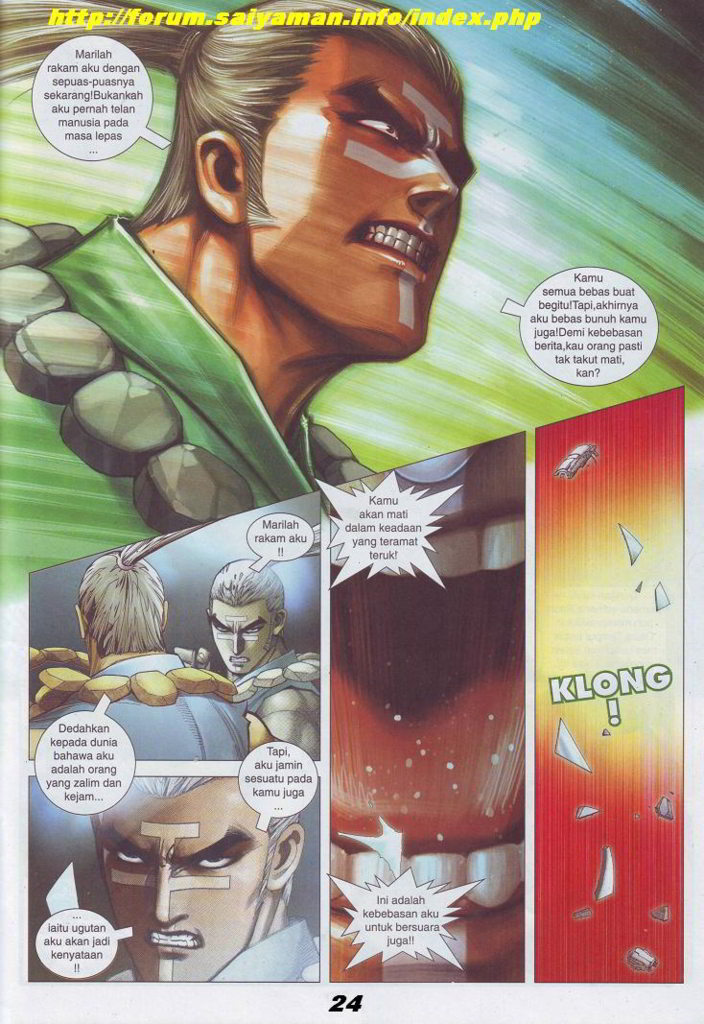 http://forum.saiyaman.info/index.php
Marilah
rakam aku dengan
sepuas-puasnya
sekarang!Bukankah
aku pernah telan
manusia pada
masa lepas
...
Kamu
semua bebas buat
begitu!Tapi,akhirnya
aku bebas bunuh kamu
juga!Demi kebebasan
berita,kau orang pasti
tak takut mati,
kan?
Marilah
rakam aku
!!
Dedahkan
kepada dunia
bahawa aku
adalah orang
yang zalim dan
kejam...
Tapi,
aku jamin
sesuatu pada
kamu juga
...
...
iaitu ugutan
aku akan jadi
kenyataan
!!
Kamu
akan mati
dalam keadaan
yang teramat
teruk!
Ini adalah
kebebasan aku
untuk bersuara
juga!!
KLONG
!
24